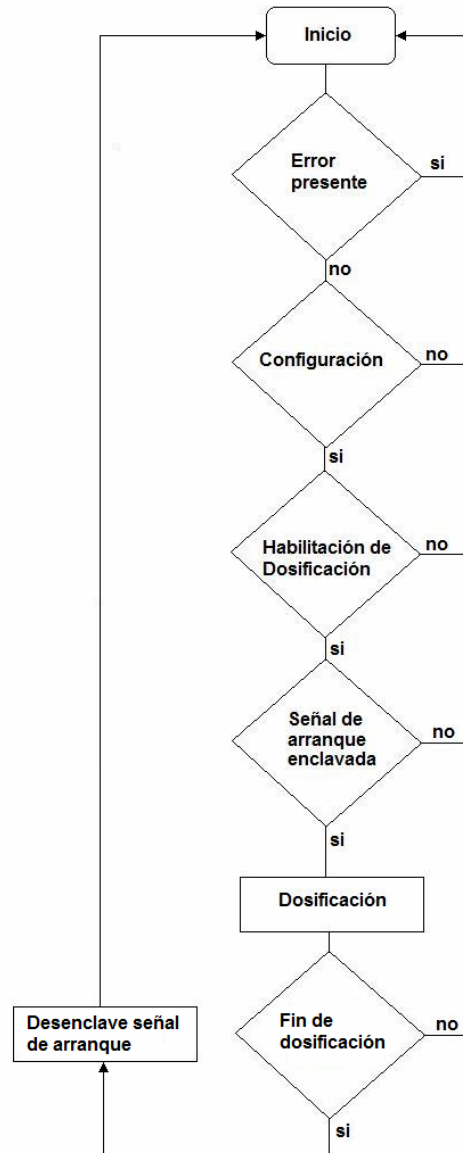 Inicio
Error
presente
si
no
Configuración
no
si
Habilitación de
Dosificación
no
si
Señal de
arranque
enclavada
no
si
Dosificación
Desenclave señal
de arranque
Fin de
dosificación
no
si